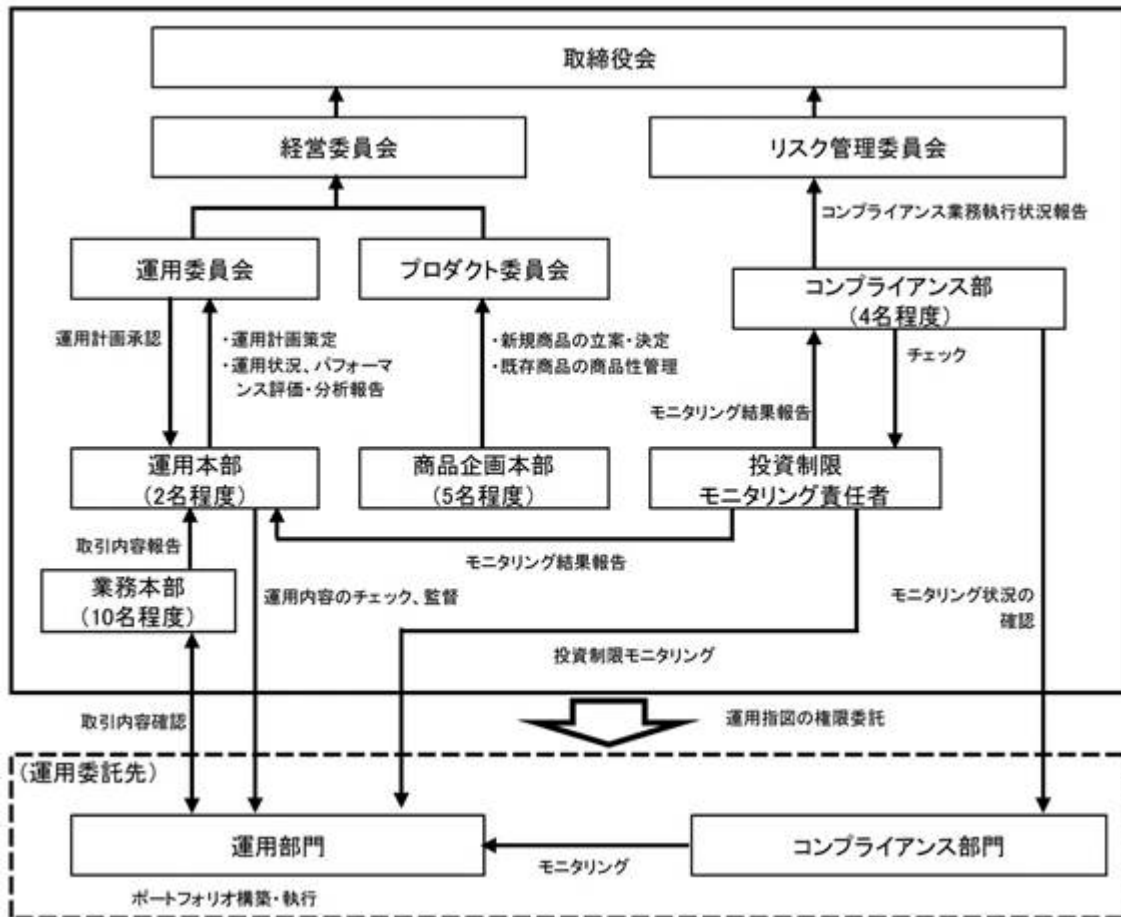 取締役会
経営委員会
リスク管理委員会
コンプライアンス業務執行状況報告
運用委員会
プロダクト委員会
コンプライアンス部
(4名程度)
運用計画承認
・運用計画策定
・運用状況、パフォーマ
ンス評価・分析報告
・新規商品の立案・決定
・既存商品の商品性管理
チェック
モニタリング結果報告
運用本部
(2名程度)
商品企画本部
(5名程度)
投資制限
モニタリング責任者
取引内容報告
モニタリング結果報告
業務本部
(10名程度)
運用内容のチェック、監督
モニタリング状況の
確認
投資制限モニタリング
取引内容確認
運用指図の権限委託
(運用委託先)
運用部門
モニタリング
コンプライアンス部門
ポートフォリオ構築・執行